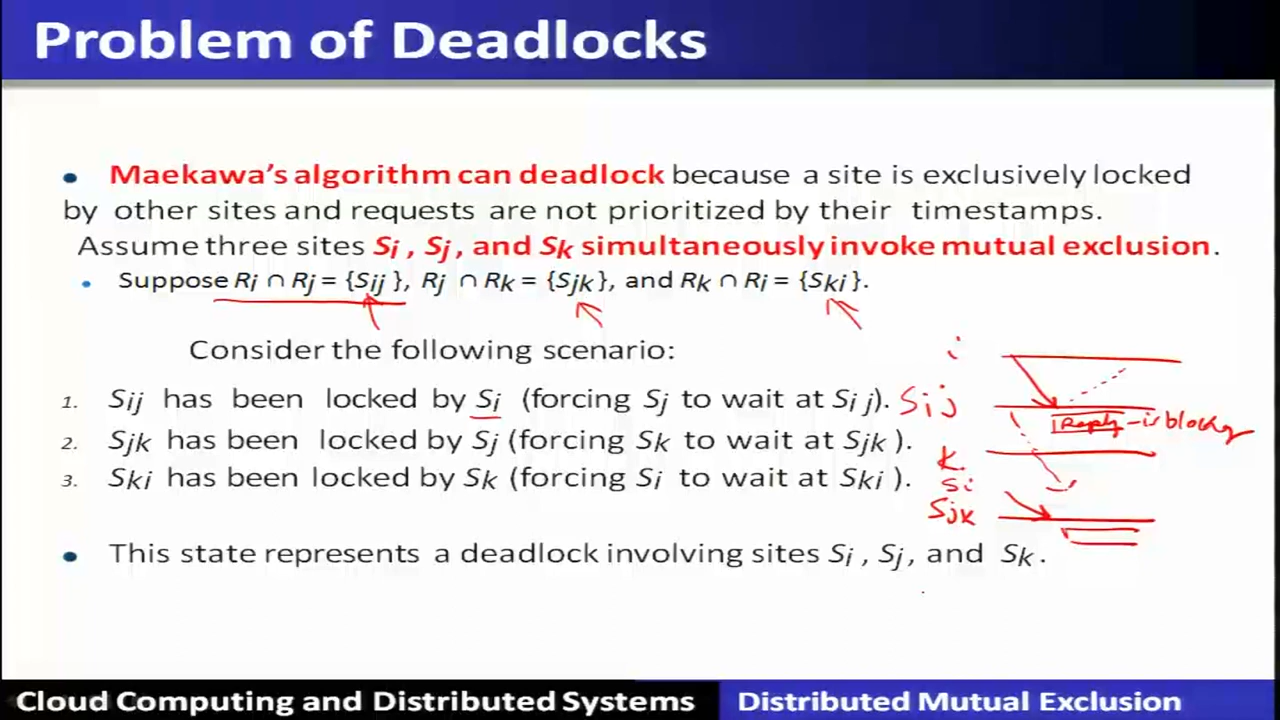 Problem of Deadlocks
• Maekawa's algorithm can deadlock because a site is exclusively locked
by other sites and requests are not prioritized by their timestamps.
Assume three sites Si , Sj, and Sk simultaneously invoke mutual exclusion.
• Suppose Ri ∩ Rj = {Sij}, Rj ∩ Rk = {Sjk}, and Rk ∩ Ri = {Ski}.
Consider the following scenario:
1. Sij has been locked by Si (forcing Sj to wait at Sij).
2. Sjk has been locked by Sj (forcing Sk to wait at Sjk ).
3. Ski has been locked by Sk (forcing Si to wait at Ski ).
• This state represents a deadlock involving sites Si , Sj, and Sk .
i
Sij
Reply - is blocked
k.
Si
Sjk
Cloud Computing and Distributed Systems
Distributed Mutual Exclusion